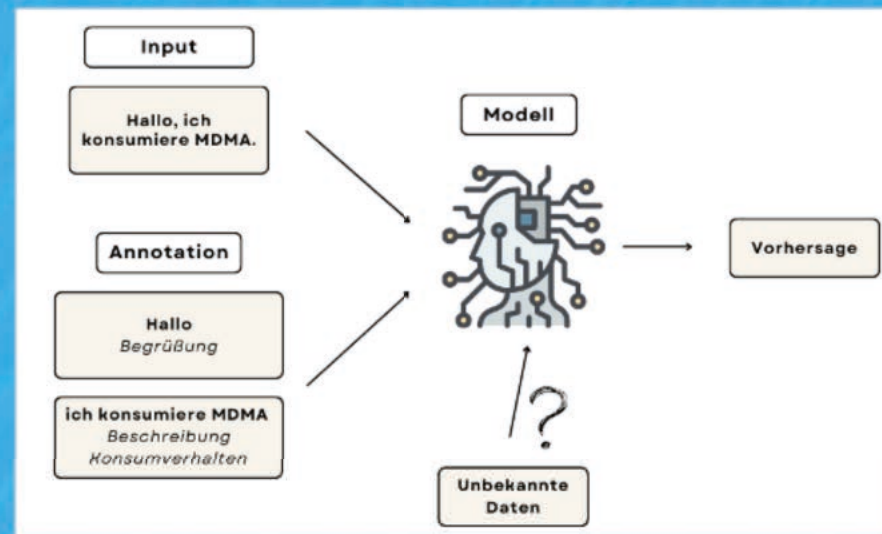 Input
Hallo, ich
konsumiere MDMA.
Annotation
Hallo
Begrüßung
ich konsumiere MDMA
Beschreibung
Konsumverhalten
Modell
?
Unbekannte
Daten
Vorhersage